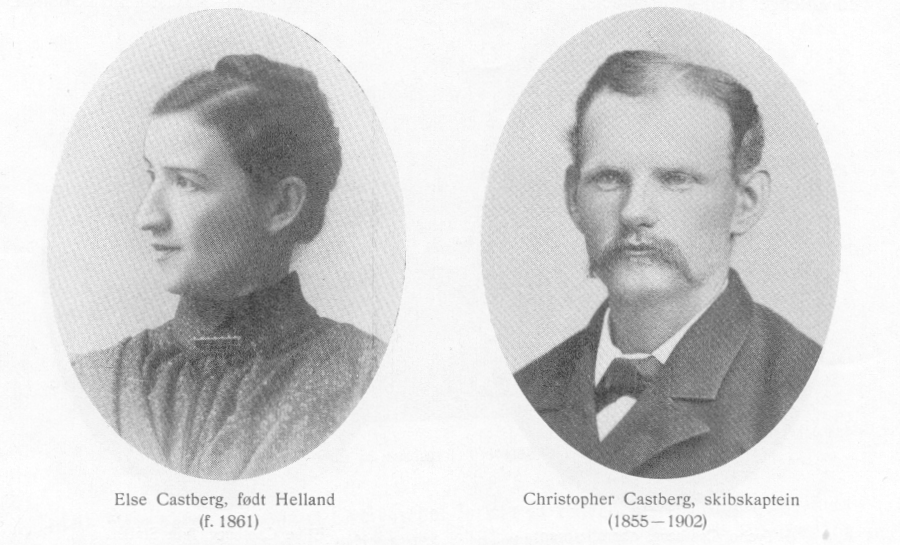 Else Castberg, født Helland
(f. 1861)
Christopher Castberg, skibskaptein
(1855—1902)